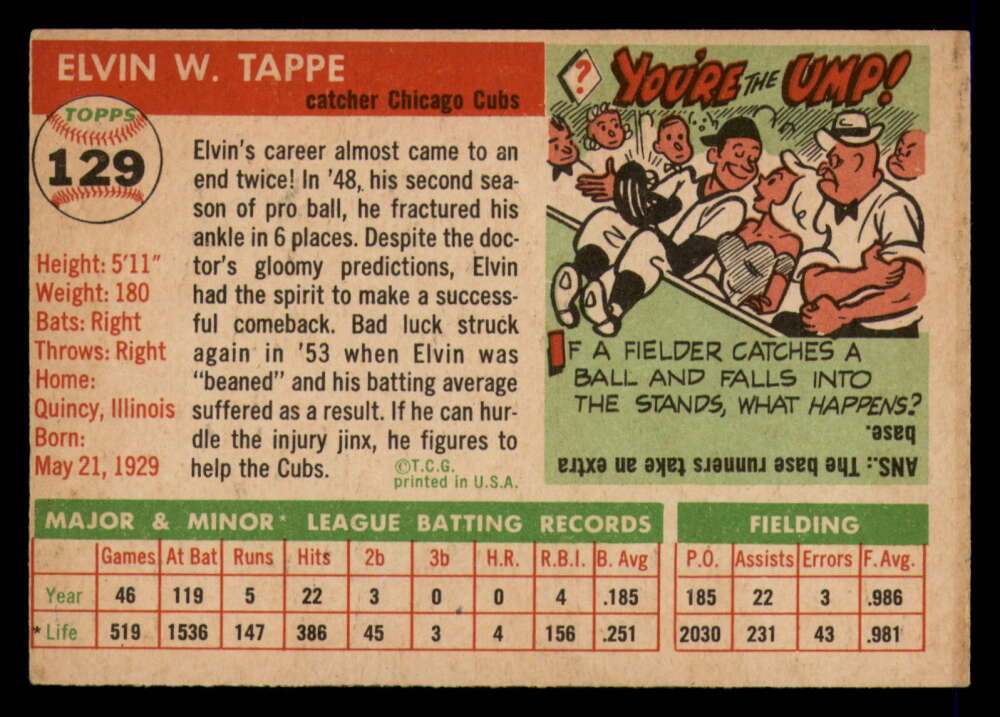 ELVIN W. TAPPE
catcher Chicago Cubs
TOPPS
129
Height: 5'11"
Weight: 180
Bats: Right
Throws: Right
Home:
Quincy, Illinois
Born:
May 21, 1929
Elvin's career almost came to an
end twice! In '48, his second sea-
son of pro ball, he fractured his
ankle in 6 places. Despite the doc-
tor's gloomy predictions, Elvin
had the spirit to make a success-
ful comeback. Bad luck struck
again in '53 when Elvin was
"beaned" and his batting average
suffered as a result. If he can hur-
dle the injury jinx, he figures to
help the Cubs.
©T.C.G.
printed in U.S.A.
?
YOU'RE THE UMP!
IF A FIELDER CATCHES A
BALL AND FALLS INTO
THE STANDS, WHAT HAPPENS?
ANS.: The base runners take an extra
base.
MAJOR & MINOR* LEAGUE BATTING RECORDS
Games At Bat Runs Hits 2b 3b H.R. R.B.I. B. Avg
Year 46 119 5 22 3 0 0 4 .185
* Life 519 1536 147 386 45 3 4 156 .251
FIELDING
P.O. Assists Errors F. Avg.
185 22 3 .986
2030 231 43 .981